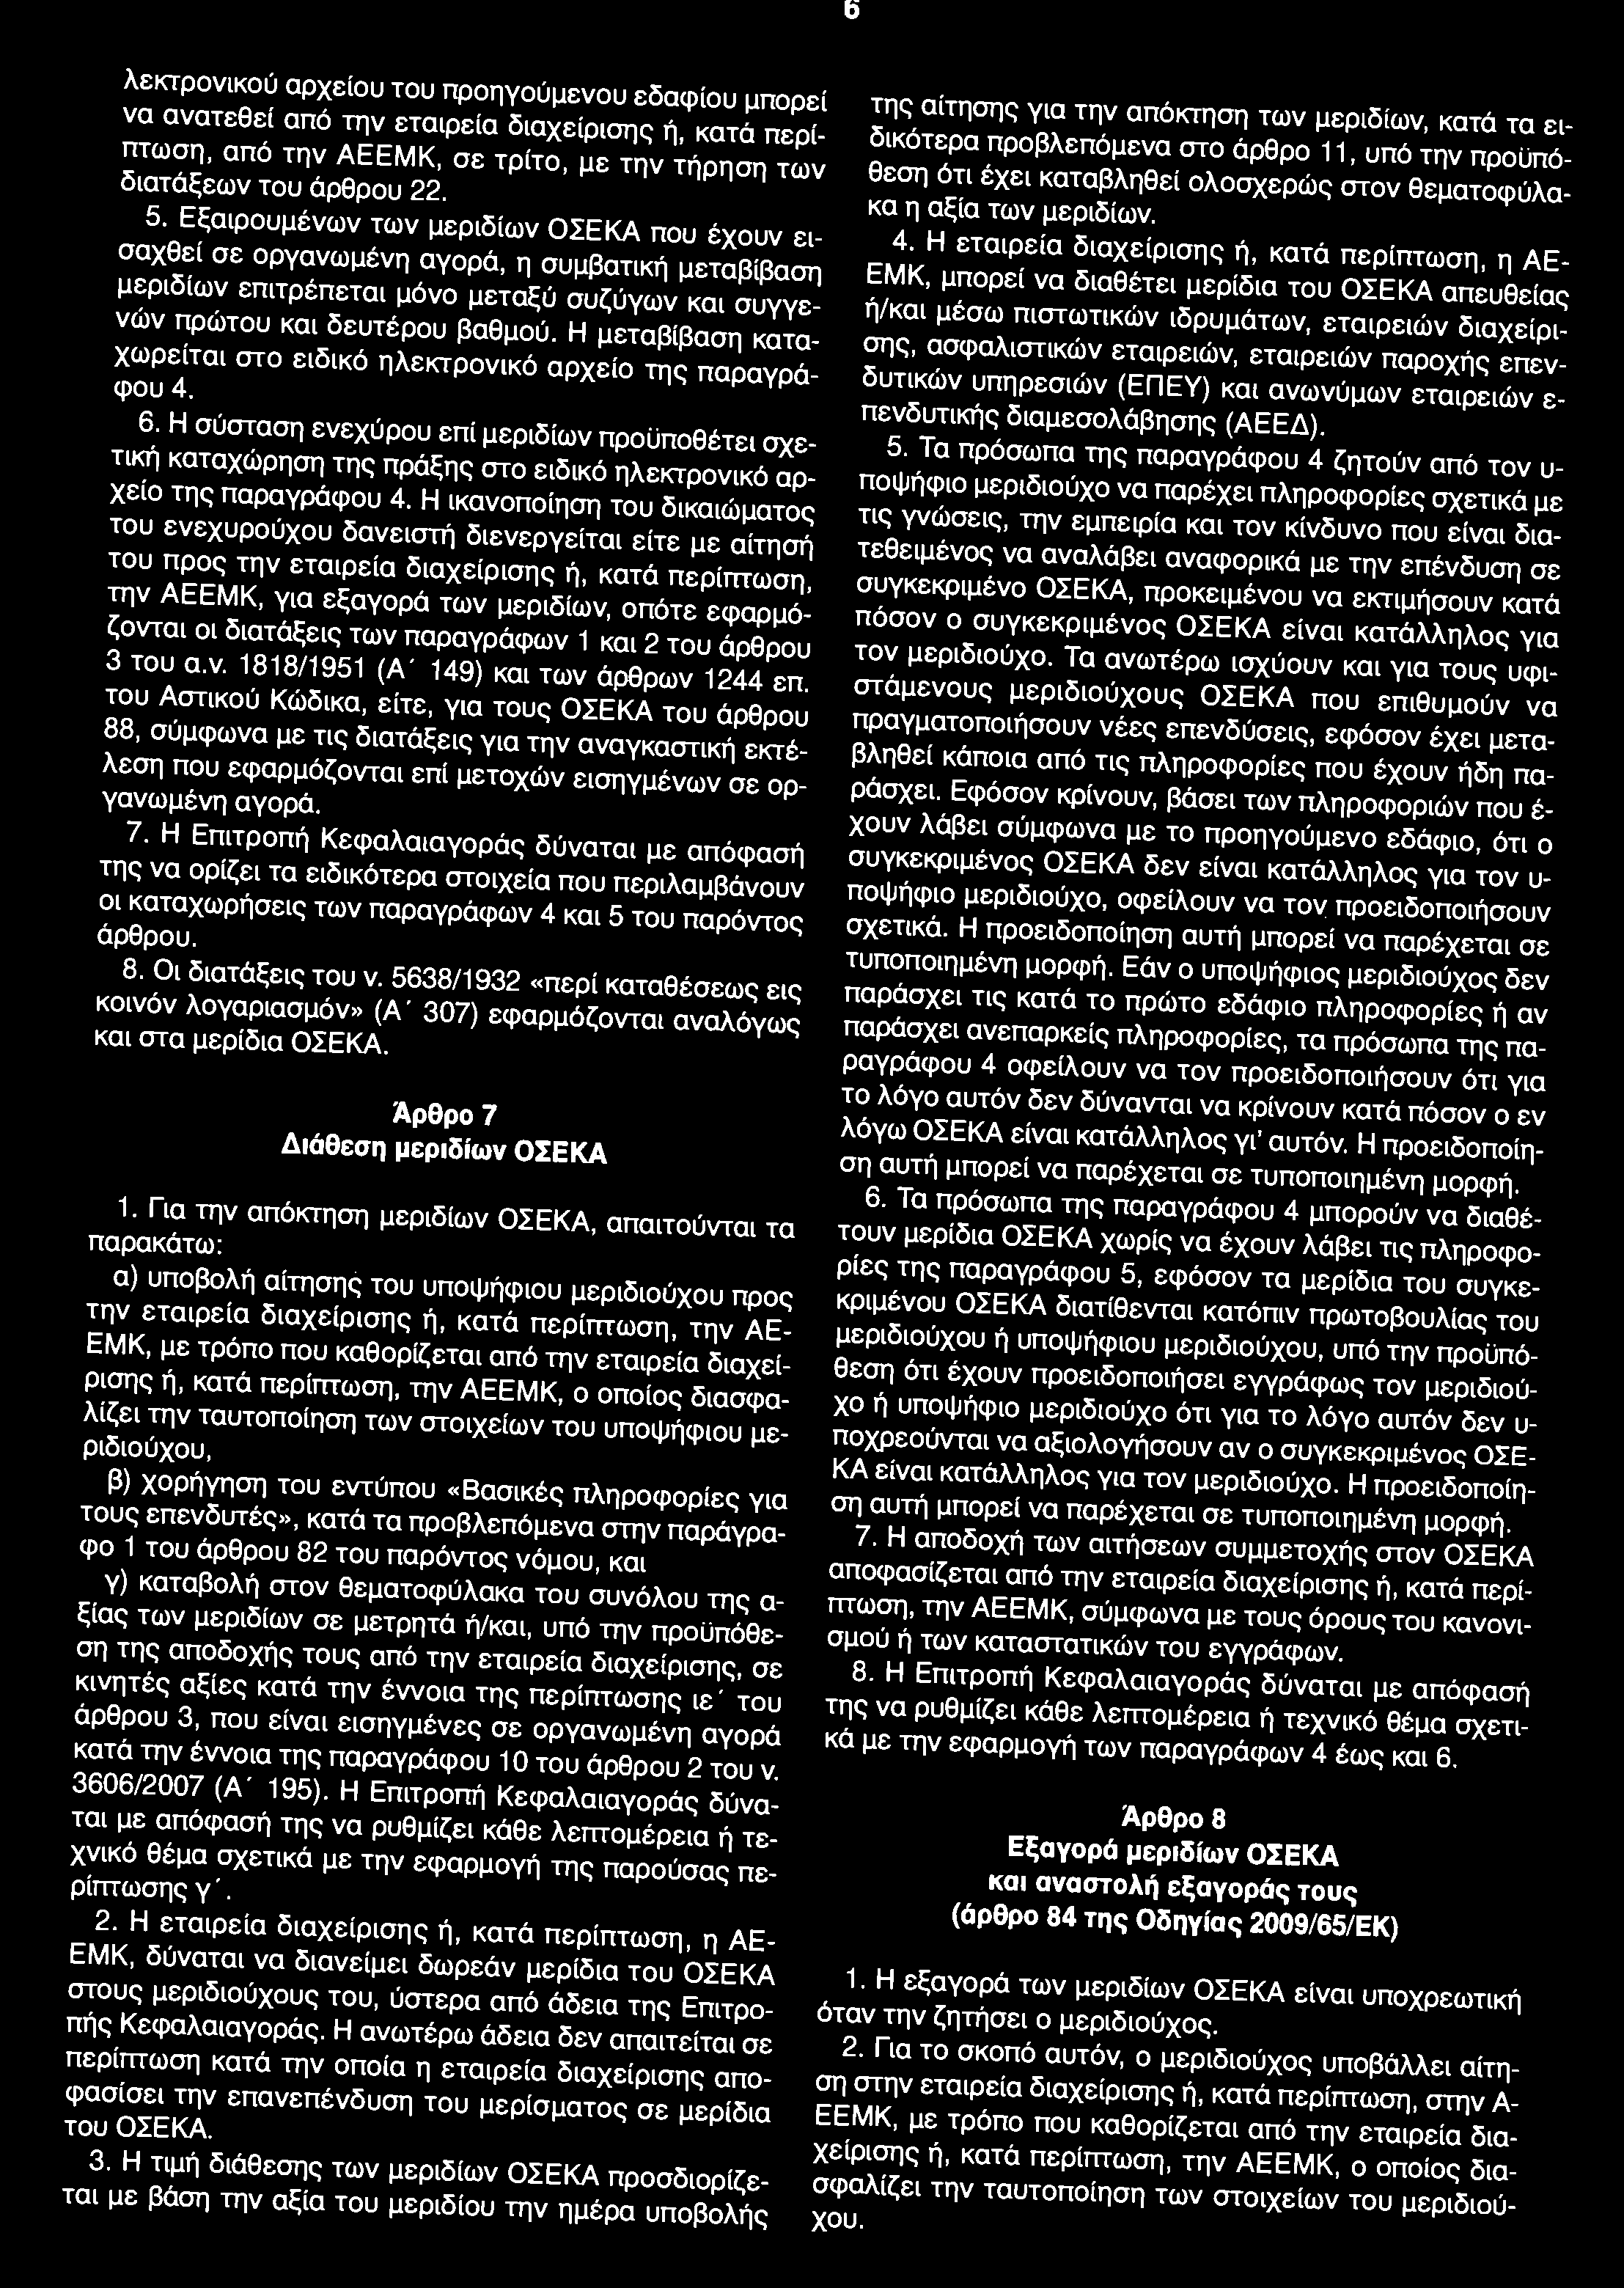 6
λεκτρονικού αρχείου του προηγούμενου εδαφίου μπορεί
να ανατεθεί από την εταιρεία διαχείρισης ή, κατά περί-
πτωση, από την ΑΕΕΜΚ, σε τρίτο, με την τήρηση των
διατάξεων του άρθρου 22.
5. Εξαιρουμένων των μεριδίων ΟΣΕΚΑ που έχουν ει-
σαχθεί σε οργανωμένη αγορά, η συμβατική μεταβίβαση
μεριδίων επιτρέπεται μόνο μεταξύ συζύγων και συγγε-
νών πρώτου και δευτέρου βαθμού. Η μεταβίβαση κατα-
χωρείται στο ειδικό ηλεκτρονικό αρχείο της παραγρά-
φου 4.
6. Η σύσταση ενεχύρου επί μεριδίων προϋποθέτει σχε-
τική καταχώρηση της πράξης στο ειδικό ηλεκτρονικό αρ-
χείο της παραγράφου 4. Η ικανοποίηση του δικαιώματος
του ενεχυρούχου δανειστή διενεργείται είτε με αίτησή
του προς την εταιρεία διαχείρισης ή, κατά περίπτωση,
την ΑΕΕΜΚ, για εξαγορά των μεριδίων, οπότε εφαρμό-
ζονται οι διατάξεις των παραγράφων 1 και 2 του άρθρου
3 του α.ν. 1818/1951 (Α΄ 149) και των άρθρων 1244 επ.
του Αστικού Κώδικα, είτε, για τους ΟΣΕΚΑ του άρθρου
88, σύμφωνα με τις διατάξεις για την αναγκαστική εκτέ-
λεση που εφαρμόζονται επί μετοχών εισηγμένων σε ορ-
γανωμένη αγορά.
7. Η Επιτροπή Κεφαλαιαγοράς δύναται με απόφασή
της να ορίζει τα ειδικότερα στοιχεία που περιλαμβάνουν
οι καταχωρήσεις των παραγράφων 4 και 5 του παρόντος
άρθρου.
8. Οι διατάξεις του ν. 5638/1932 «περί καταθέσεως εις
κοινόν λογαριασμόν» (Α΄ 307) εφαρμόζονται αναλόγως
και στα μερίδια ΟΣΕΚΑ.
Άρθρο 7
Διάθεση μεριδίων ΟΣΕΚΑ
1. Για την απόκτηση μεριδίων ΟΣΕΚΑ, απαιτούνται τα
παρακάτω:
α) υποβολή αίτησης του υποψήφιου μεριδιούχου προς
την εταιρεία διαχείρισης ή, κατά περίπτωση, την ΑΕ-
ΕΜΚ, με τρόπο που καθορίζεται από την εταιρεία διαχεί-
ρισης ή, κατά περίπτωση, την ΑΕΕΜΚ, ο οποίος διασφα-
λίζει την ταυτοποίηση των στοιχείων του υποψήφιου με-
ριδιούχου,
β) χορήγηση του εντύπου «Βασικές πληροφορίες για
τους επενδυτές», κατά τα προβλεπόμενα στην παράγρα-
φο 1 του άρθρου 82 του παρόντος νόμου, και
γ) καταβολή στον θεματοφύλακα του συνόλου της α-
ξίας των μεριδίων σε μετρητά ή/και, υπό την προϋπόθε-
ση της αποδοχής τους από την εταιρεία διαχείρισης, σε
κινητές αξίες κατά την έννοια της περίπτωσης ιε΄ του
άρθρου 3, που είναι εισηγμένες σε οργανωμένη αγορά
κατά την έννοια της παραγράφου 10 του άρθρου 2 του ν.
3606/2007 (Α΄ 195). Η Επιτροπή Κεφαλαιαγοράς δύνα-
ται με απόφασή της να ρυθμίζει κάθε λεπτομέρεια ή τε-
χνικό θέμα σχετικά με την εφαρμογή της παρούσας πε-
ρίπτωσης γ΄.
2. Η εταιρεία διαχείρισης ή, κατά περίπτωση, η ΑΕ-
ΕΜΚ, δύναται να διανείμει δωρεάν μερίδια του ΟΣΕΚΑ
στους μεριδιούχους του, ύστερα από άδεια της Επιτρο-
πής Κεφαλαιαγοράς. Η ανωτέρω άδεια δεν απαιτείται σε
περίπτωση κατά την οποία η εταιρεία διαχείρισης απο-
φασίσει την επανεπένδυση του μερίσματος σε μερίδια
του ΟΣΕΚΑ.
3. Η τιμή διάθεσης των μεριδίων ΟΣΕΚΑ προσδιορίζε-
ται με βάση την αξία του μεριδίου την ημέρα υποβολής
της αίτησης για την απόκτηση των μεριδίων, κατά τα ει-
δικότερα προβλεπόμενα στο άρθρο 11, υπό την προϋπό-
θεση ότι έχει καταβληθεί ολοσχερώς στον θεματοφύλα-
κα η αξία των μεριδίων.
4. Η εταιρεία διαχείρισης ή, κατά περίπτωση, η ΑΕ-
ΕΜΚ, μπορεί να διαθέτει μερίδια του ΟΣΕΚΑ απευθείας
ή/και μέσω πιστωτικών ιδρυμάτων, εταιρειών διαχείρι-
σης, ασφαλιστικών εταιρειών, εταιρειών παροχής επεν-
δυτικών υπηρεσιών (ΕΠΕΥ) και ανωνύμων εταιρειών ε-
πενδυτικής διαμεσολάβησης (ΑΕΕΔ).
5. Τα πρόσωπα της παραγράφου 4 ζητούν από τον υ-
ποψήφιο μεριδιούχο να παρέχει πληροφορίες σχετικά με
τις γνώσεις, την εμπειρία και τον κίνδυνο που είναι δια-
τεθειμένος να αναλάβει αναφορικά με την επένδυση σε
συγκεκριμένο ΟΣΕΚΑ, προκειμένου να εκτιμήσουν κατά
πόσον ο συγκεκριμένος ΟΣΕΚΑ είναι κατάλληλος για
τον μεριδιούχο. Τα ανωτέρω ισχύουν και για τους υφι-
στάμενους μεριδιούχους ΟΣΕΚΑ που επιθυμούν να
πραγματοποιήσουν νέες επενδύσεις, εφόσον έχει μετα-
βληθεί κάποια από τις πληροφορίες που έχουν ήδη πα-
ράσχει. Εφόσον κρίνουν, βάσει των πληροφοριών που έ-
χουν λάβει σύμφωνα με το προηγούμενο εδάφιο, ότι ο
συγκεκριμένος ΟΣΕΚΑ δεν είναι κατάλληλος για τον υ-
ποψήφιο μεριδιούχο, οφείλουν να τον προειδοποιήσουν
σχετικά. Η προειδοποίηση αυτή μπορεί να παρέχεται σε
τυποποιημένη μορφή. Εάν ο υποψήφιος μεριδιούχος δεν
παράσχει τις κατά το πρώτο εδάφιο πληροφορίες ή αν
παράσχει ανεπαρκείς πληροφορίες, τα πρόσωπα της πα-
ραγράφου 4 οφείλουν να τον προειδοποιήσουν ότι για
το λόγο αυτόν δεν δύνανται να κρίνουν κατά πόσον ο εν
λόγω ΟΣΕΚΑ είναι κατάλληλος γι’ αυτόν. Η προειδοποίη-
ση αυτή μπορεί να παρέχεται σε τυποποιημένη μορφή.
6. Τα πρόσωπα της παραγράφου 4 μπορούν να διαθέ-
τουν μερίδια ΟΣΕΚΑ χωρίς να έχουν λάβει τις πληροφο-
ρίες της παραγράφου 5, εφόσον τα μερίδια του συγκε-
κριμένου ΟΣΕΚΑ διατίθενται κατόπιν πρωτοβουλίας του
μεριδιούχου ή υποψήφιου μεριδιούχου, υπό την προϋπό-
θεση ότι έχουν προειδοποιήσει εγγράφως τον μεριδιού-
χο ή υποψήφιο μεριδιούχο ότι για το λόγο αυτόν δεν υ-
ποχρεούνται να αξιολογήσουν αν ο συγκεκριμένος ΟΣΕ-
ΚΑ είναι κατάλληλος για τον μεριδιούχο. Η προειδοποίη-
ση αυτή μπορεί να παρέχεται σε τυποποιημένη μορφή.
7. Η αποδοχή των αιτήσεων συμμετοχής στον ΟΣΕΚΑ
αποφασίζεται από την εταιρεία διαχείρισης ή, κατά περί-
πτωση, την ΑΕΕΜΚ, σύμφωνα με τους όρους του κανονι-
σμού ή των καταστατικών του εγγράφων.
8. Η Επιτροπή Κεφαλαιαγοράς δύναται με απόφασή
της να ρυθμίζει κάθε λεπτομέρεια ή τεχνικό θέμα σχετι-
κά με την εφαρμογή των παραγράφων 4 έως και 6.
Άρθρο 8
Εξαγορά μεριδίων ΟΣΕΚΑ
και αναστολή εξαγοράς τους
(άρθρο 84 της Οδηγίας 2009/65/ΕΚ)
1. Η εξαγορά των μεριδίων ΟΣΕΚΑ είναι υποχρεωτική
όταν την ζητήσει ο μεριδιούχος.
2. Για το σκοπό αυτόν, ο μεριδιούχος υποβάλλει αίτη-
ση στην εταιρεία διαχείρισης ή, κατά περίπτωση, στην Α-
ΕΕΜΚ, με τρόπο που καθορίζεται από την εταιρεία δια-
χείρισης ή, κατά περίπτωση, την ΑΕΕΜΚ, ο οποίος δια-
σφαλίζει την ταυτοποίηση των στοιχείων του μεριδιού-
χου.